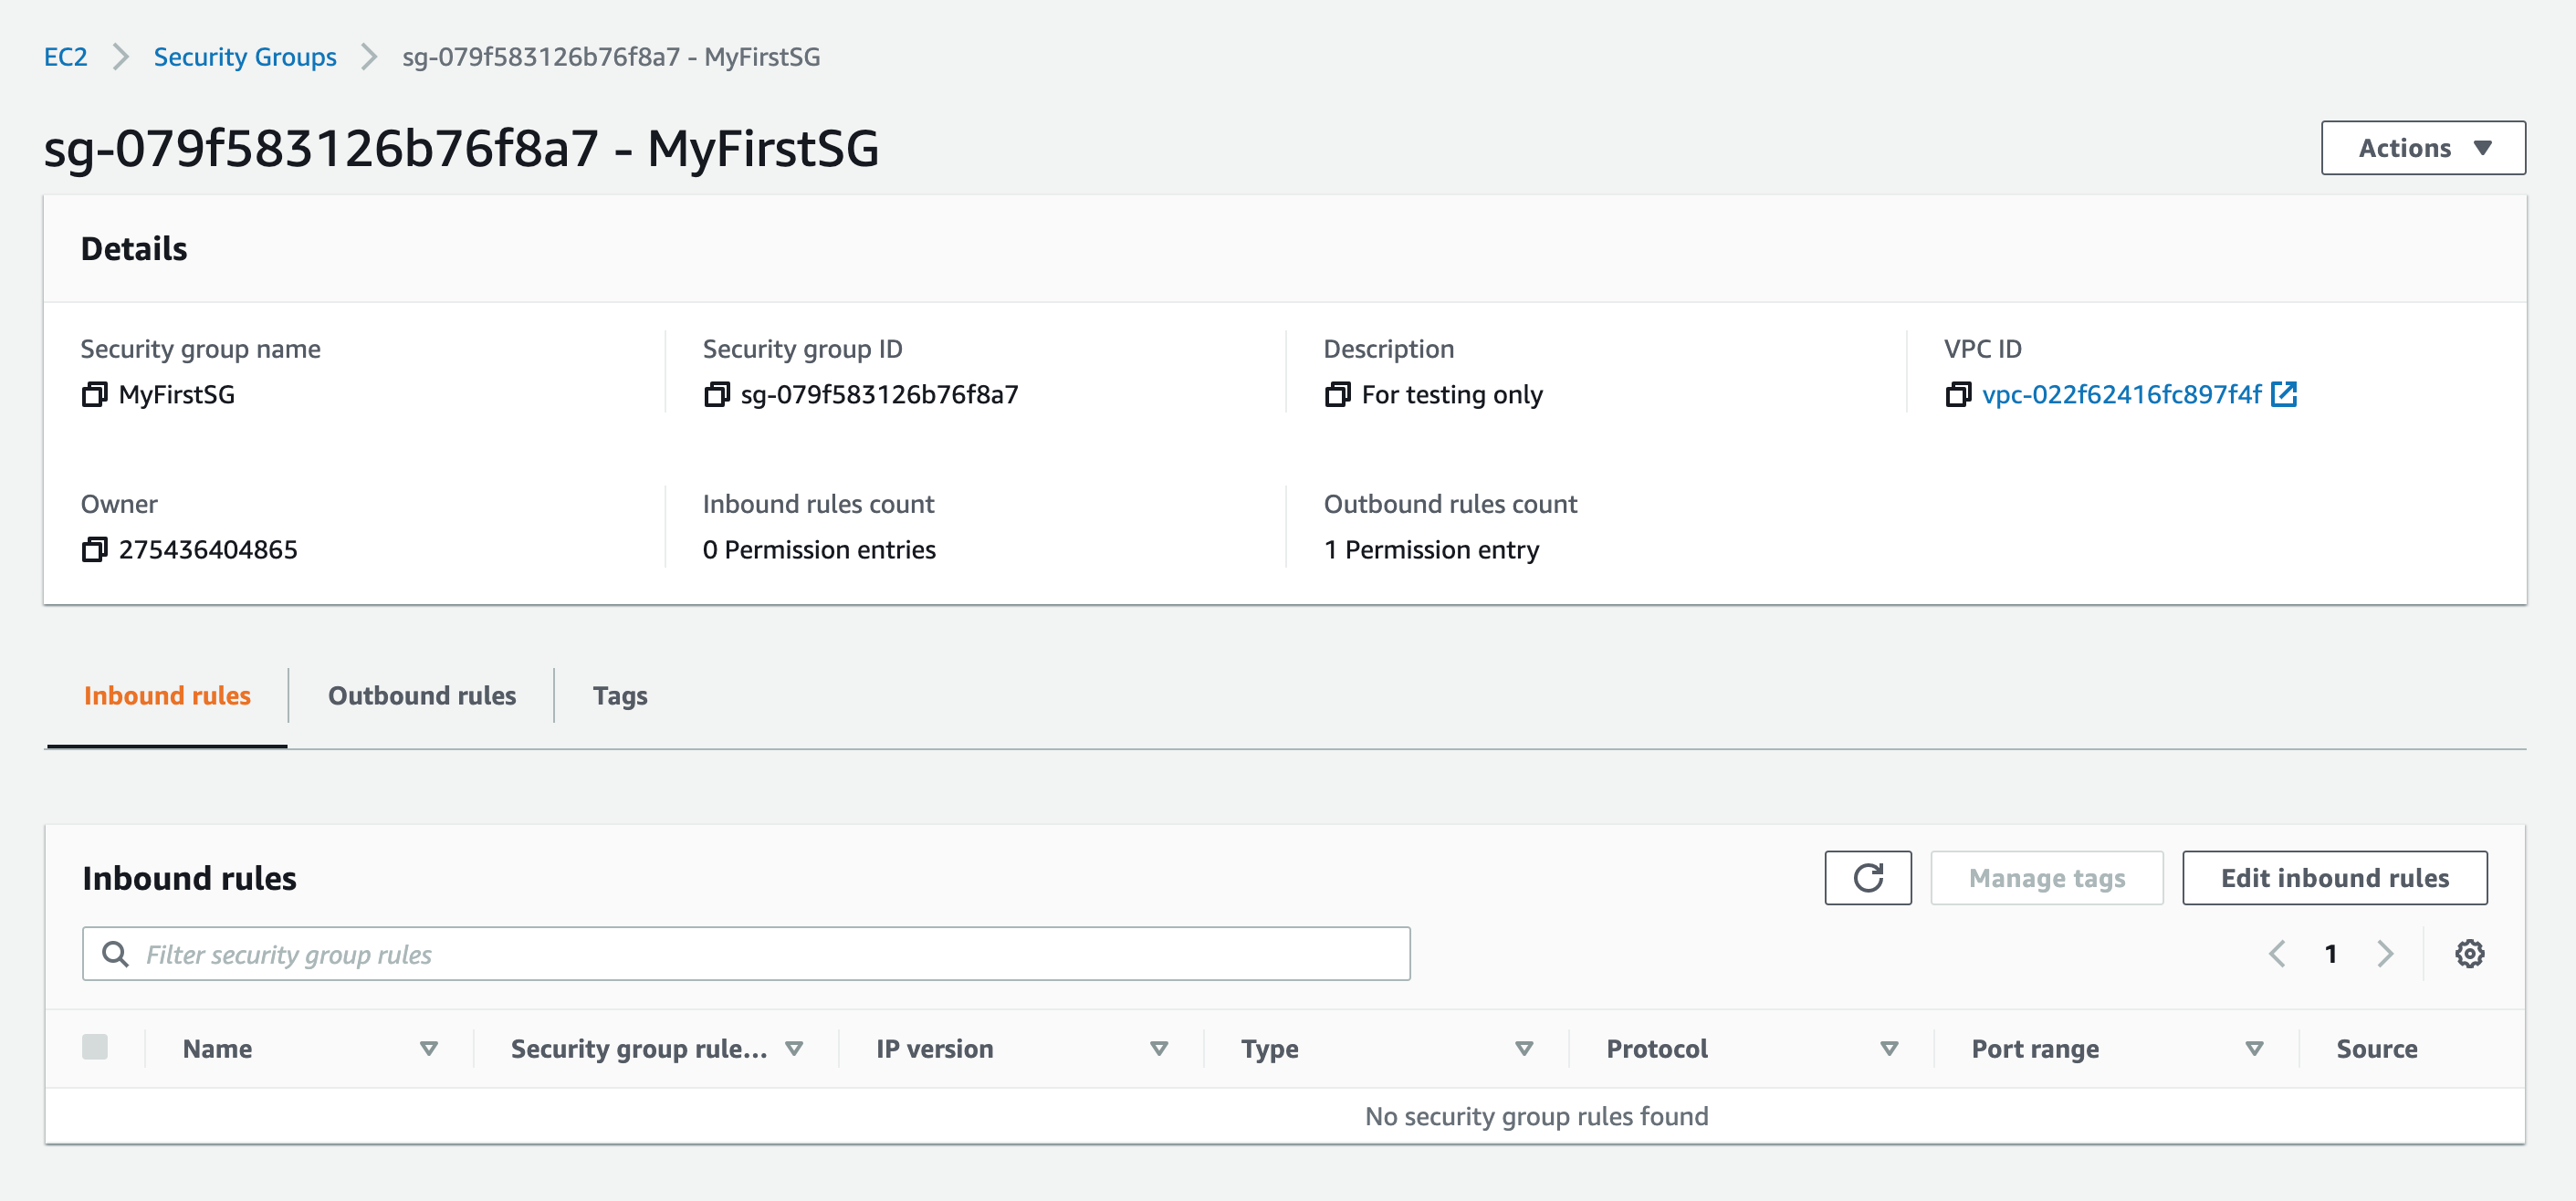 EC2 Security Groups sg-079f583126b76f8a7 - MyFirstSG
sg-079f583126b76f8a7 - MyFirstSG
Actions
Details
Security group name
MyFirstSG
Security group ID
sg-079f583126b76f8a7
Description
For testing only
VPC ID
vpc-022f62416fc897f4f
Owner
275436404865
Inbound rules count
0 Permission entries
Outbound rules count
1 Permission entry
Inbound rules Outbound rules Tags
Inbound rules
Manage tags Edit inbound rules
Filter security group rules
1
Name Security group rule... IP version Type Protocol Port range Source
No security group rules found